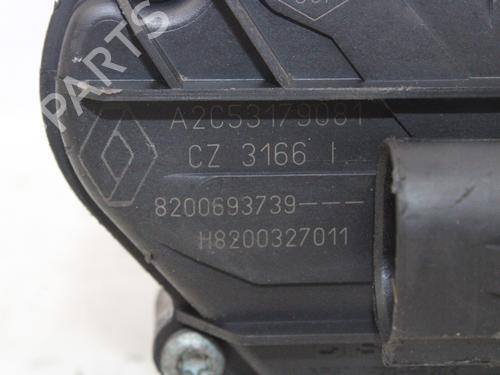 A2C53179081
CZ 3166 I
8200693739---
H8200327011
PARTS